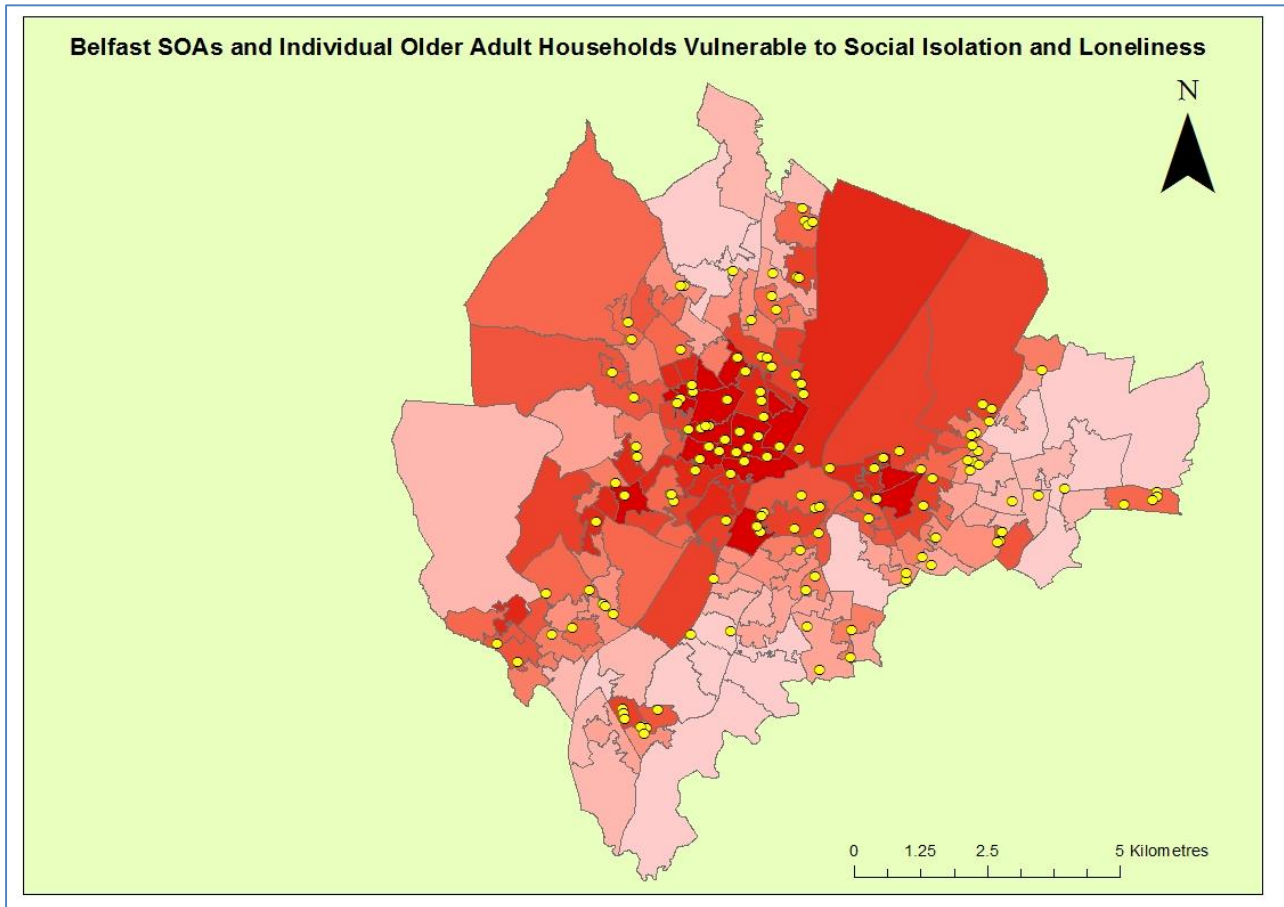 Belfast SOAs and Individual Older Adult Households Vulnerable to Social Isolation and Loneliness
N
0 1.25 2.5 5 Kilometres